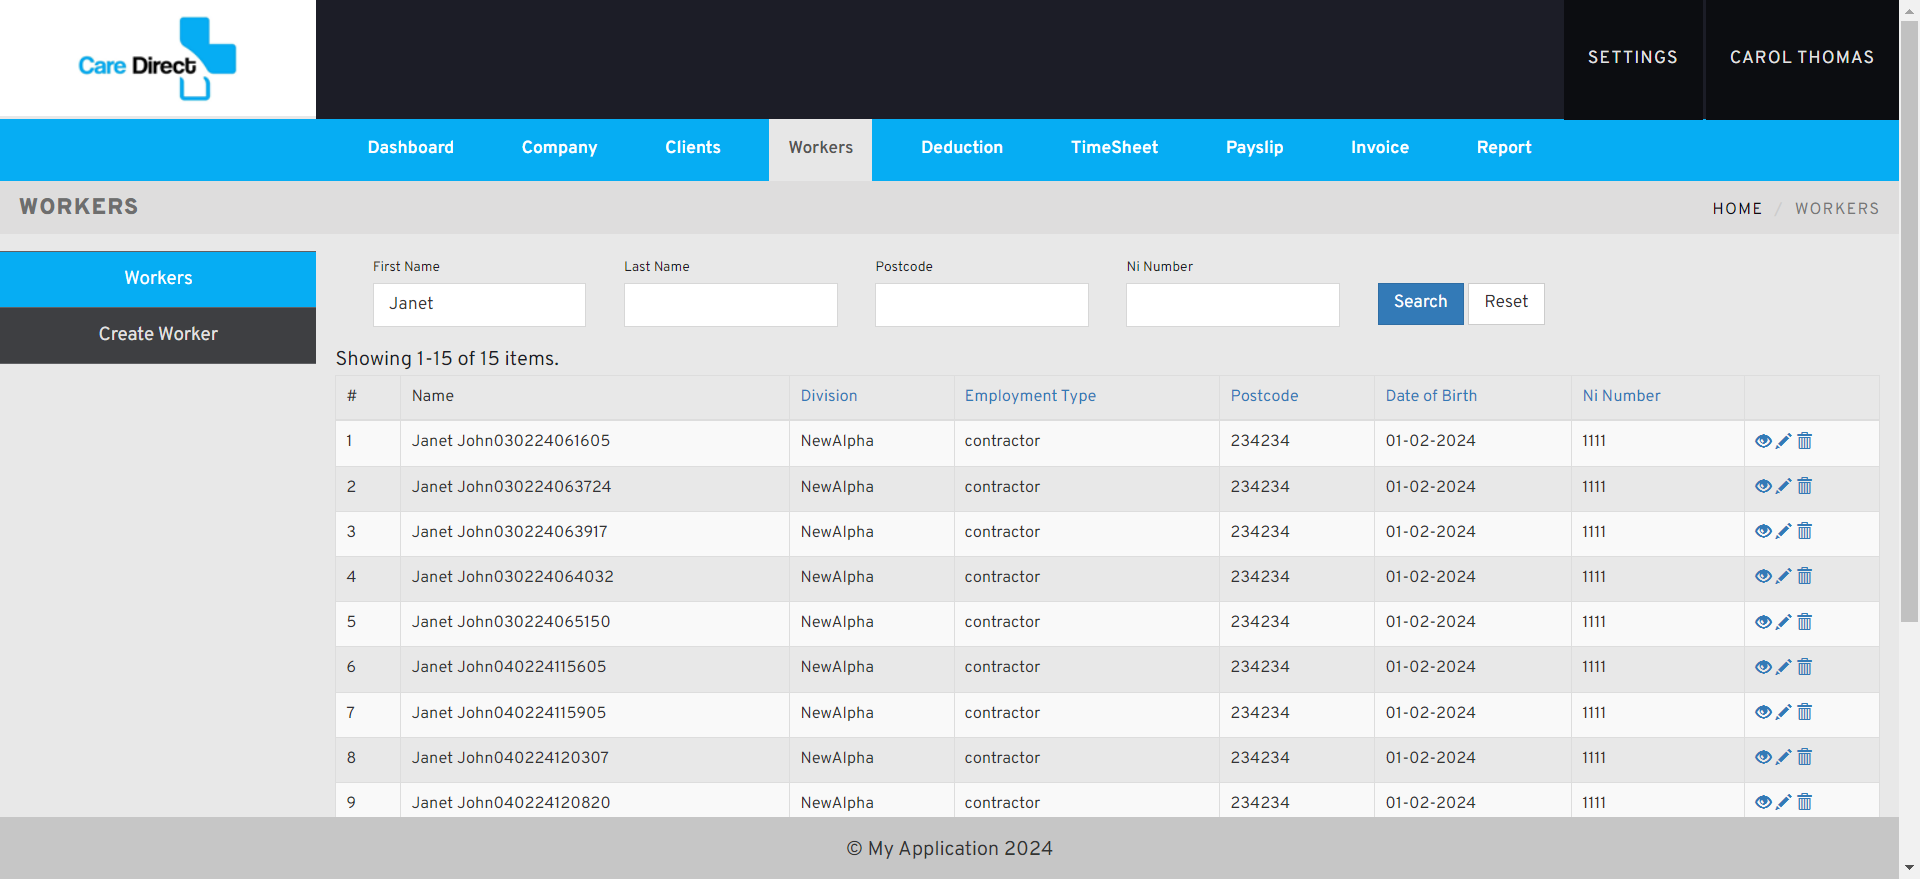 Care Direct
SETTINGS
CAROL THOMAS
Dashboard Company Clients Workers Deduction TimeSheet Payslip Invoice Report
WORKERS
HOME / WORKERS
Workers
Create Worker
First Name Last Name Postcode Ni Number
Janet
Search Reset
Showing 1-15 of 15 items.
# Name Division Employment Type Postcode Date of Birth Ni Number
1 Janet John030224061605 NewAlpha contractor 234234 01-02-2024 1111
2 Janet John030224063724 NewAlpha contractor 234234 01-02-2024 1111
3 Janet John030224063917 NewAlpha contractor 234234 01-02-2024 1111
4 Janet John030224064032 NewAlpha contractor 234234 01-02-2024 1111
5 Janet John030224065150 NewAlpha contractor 234234 01-02-2024 1111
6 Janet John040224115605 NewAlpha contractor 234234 01-02-2024 1111
7 Janet John040224115905 NewAlpha contractor 234234 01-02-2024 1111
8 Janet John040224120307 NewAlpha contractor 234234 01-02-2024 1111
9 Janet John040224120820 NewAlpha contractor 234234 01-02-2024 1111
© My Application 2024